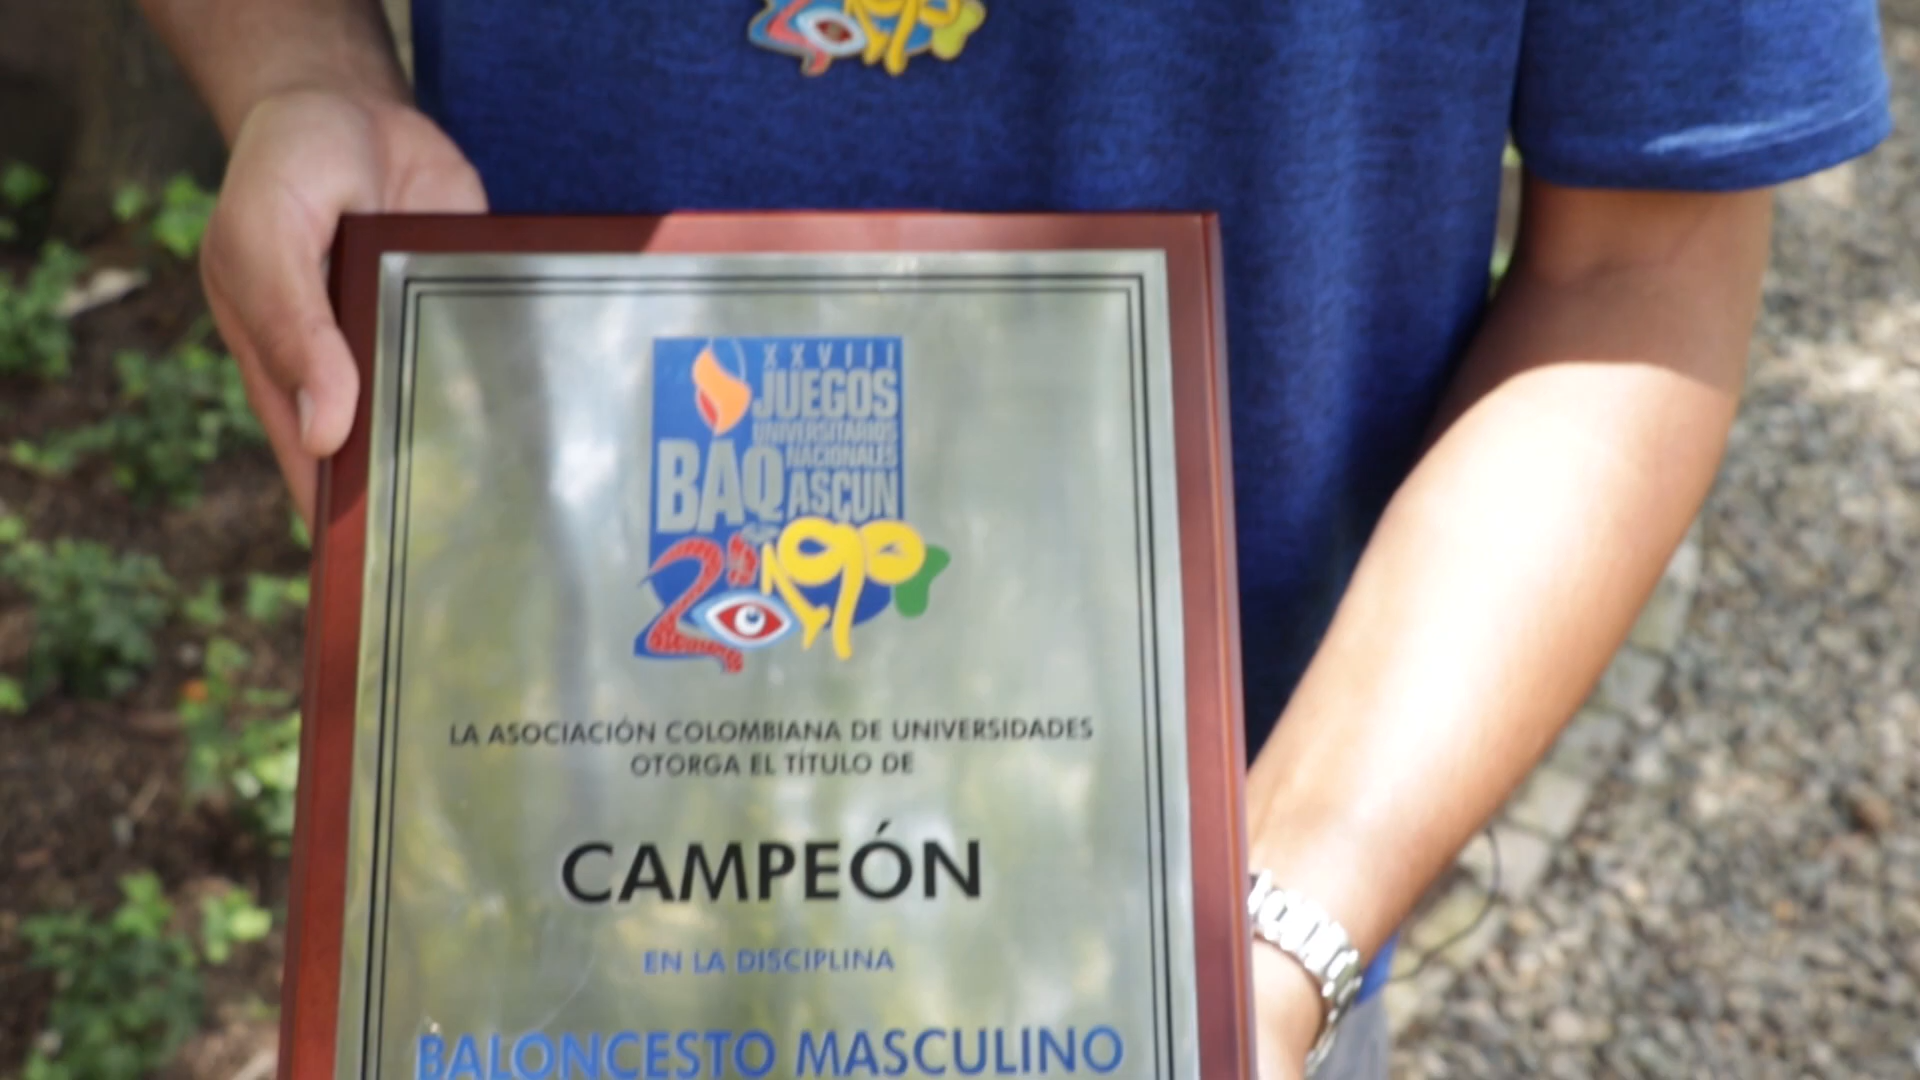 XXVIII
JUEGOS
UNIVERSITARIOS
NACIONALES
BAQ ASCUN
2019
LA ASOCIACIÓN COLOMBIANA DE UNIVERSIDADES
OTORGA EL TÍTULO DE
CAMPEÓN
EN LA DISCIPLINA
BALONCESTO MASCULINO